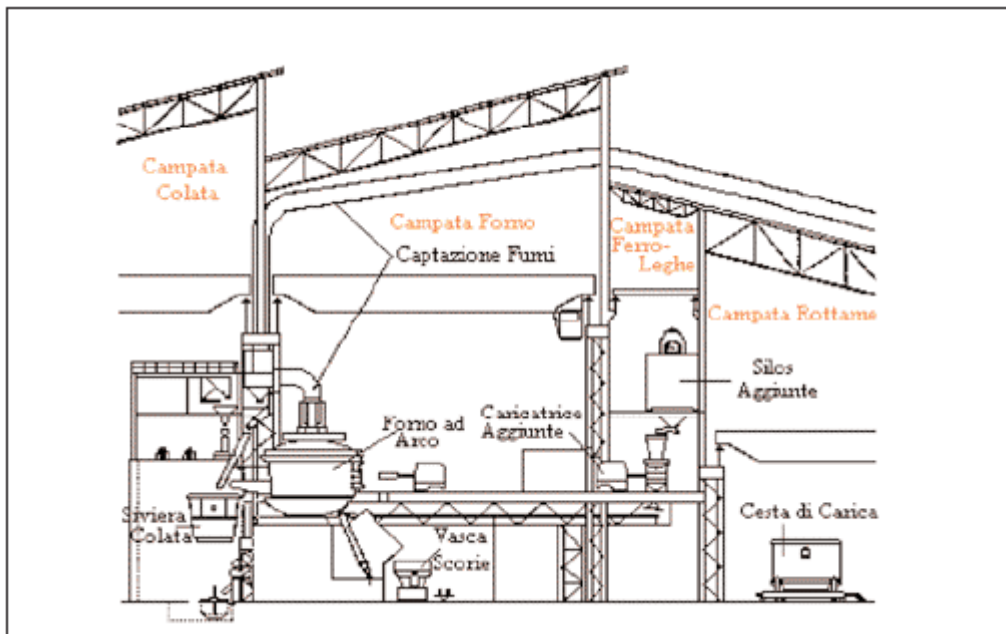 Campata
Colata
Campata Forno
Captazione Fumi
Campata
Ferro-
Leghe
Campata Rottame
Silos
Aggiunte
Forno ad
Arco
Caricatrice
Aggiunte
Siviera
Colata
Vasca
Scorie
Cesta di Carica